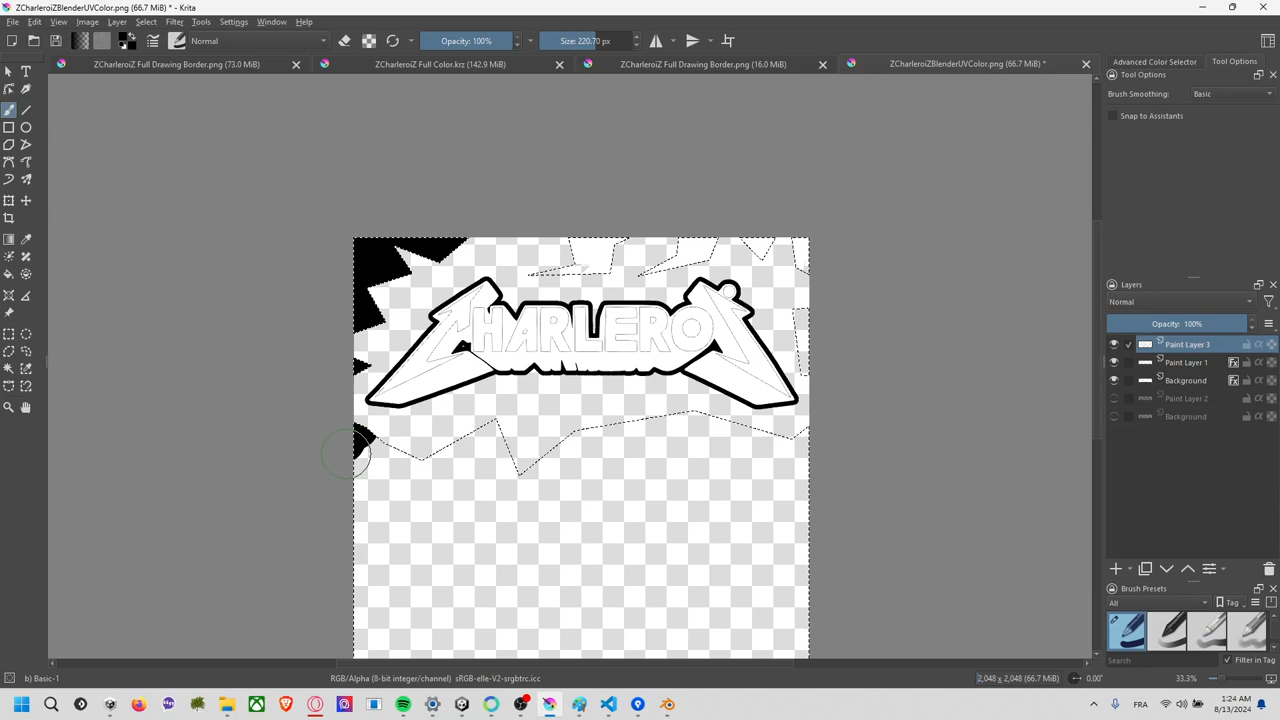 ZCharleroiZBlenderUVColor.png (66.7 MiB) * - Krita
File Edit View Image Layer Select Filter Tools Settings Window Help
Normal Opacity: 100% Size: 220.70 px
ZCharleroiZ Full Drawing Border.png (73.0 MiB) ZCharleroiZ Full Color.krz (142.9 MiB) ZCharleroiZ Full Drawing Border.png (16.0 MiB) ZCharleroiZBlenderUVColor.png (66.7 MiB) *
Advanced Color Selector Tool Options
Tool Options
Brush Smoothing: Basic
Snap to Assistants
CHARLEROI
Layers
Normal
Opacity: 100%
Paint Layer 3
Paint Layer 1
Background
Paint Layer 2
Background
Brush Presets
All Tag
Search Filter in Tag
b) Basic-1 RGB/Alpha (8-bit integer/channel) sRGB-elle-V2-srgbtrc.icc 2,048 x 2,048 (66.7 MiB) 0.00° 33.3%
FRA 1:24 AM
8/13/2024